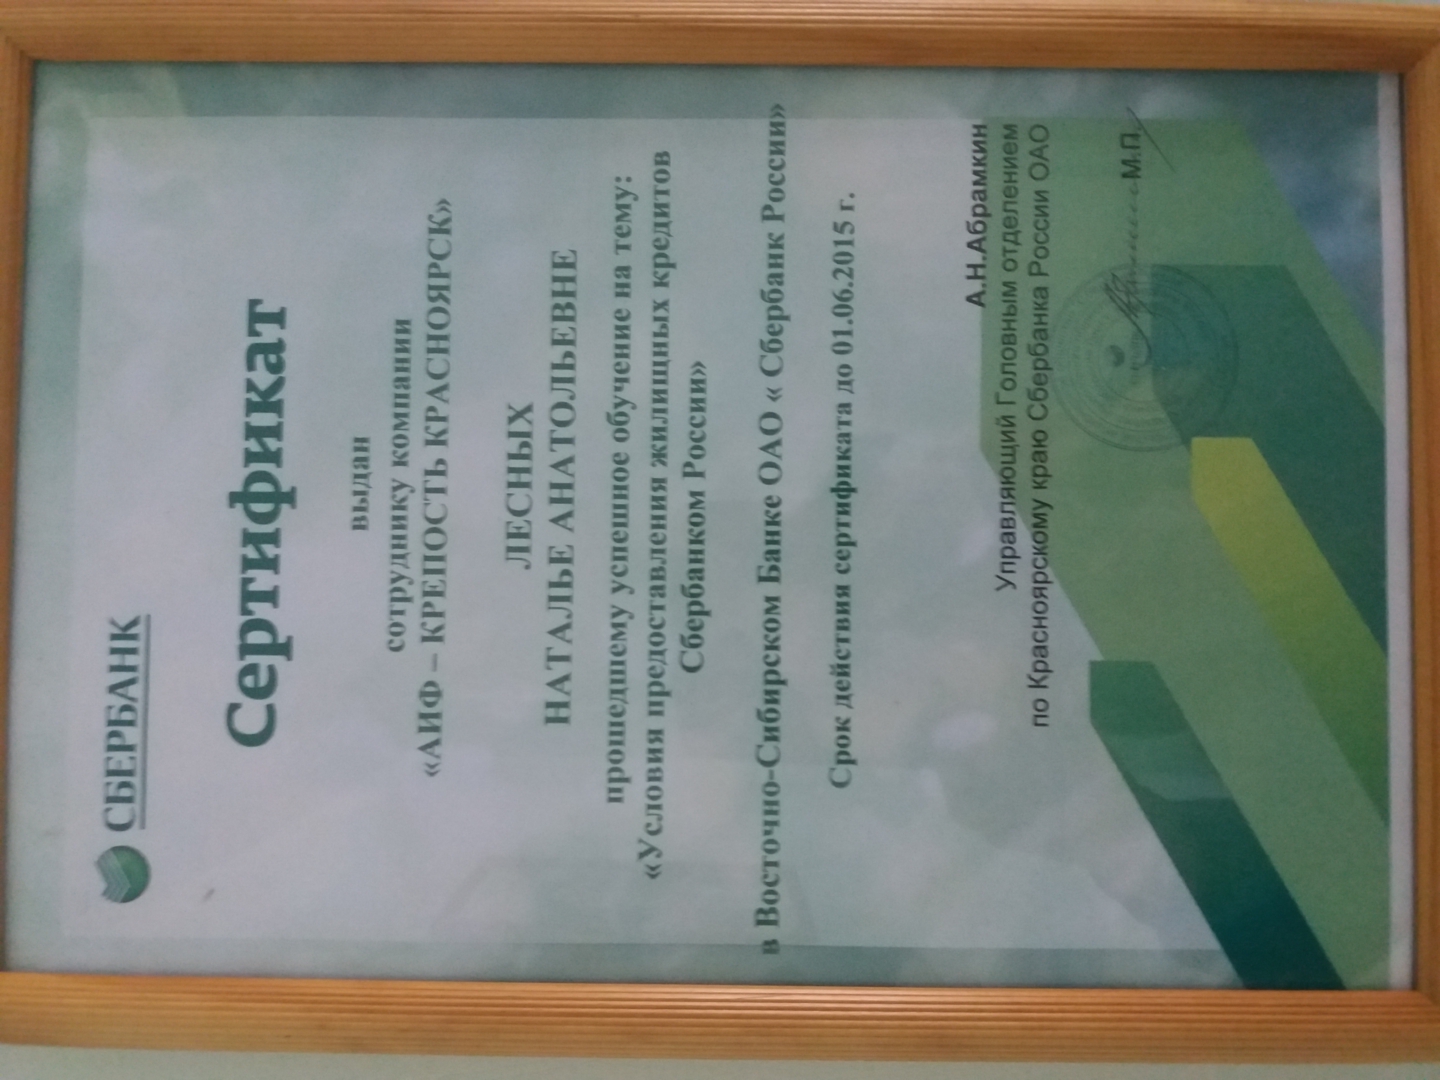 СБЕРБАНК
Сертификат
выдан
сотруднику компании
«АИФ – КРЕПОСТЬ КРАСНОЯРСК»
ЛЕСНЫХ
НАТАЛЬЕ АНАТОЛЬЕВНЕ
прошедшему успешное обучение на тему:
«Условия предоставления жилищных кредитов
Сбербанком России»
в Восточно-Сибирском Банке ОАО « Сбербанк России»
Срок действия сертификата до 01.06.2015 г.
А.Н.Абрамкин
Управляющий Головным отделением
по Красноярскому краю Сбербанка России ОАО
М.П.